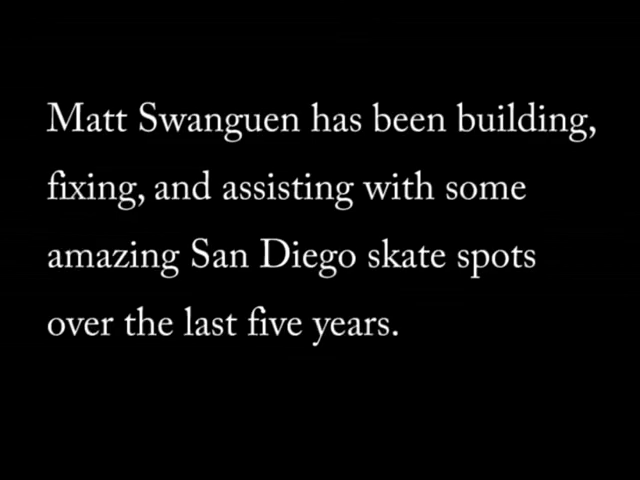 Matt Swanguen has been building,
fixing, and assisting with some
amazing San Diego skate spots
over the last five years.